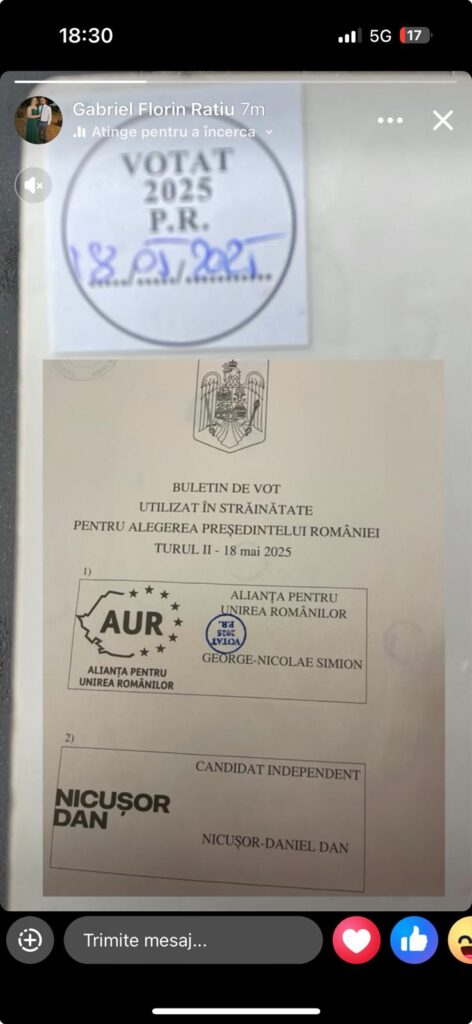 18:30
5G
17
Gabriel Florin Rațiu 7m
Atinge pentru a încerca
VOTAT
2025
P.R.
18/05/2025
BULETIN DE VOT
UTILIZAT ÎN STRĂINĂTATE
PENTRU ALEGEREA PREȘEDINTELUI ROMÂNIEI
TURUL II - 18 mai 2025
1)
AUR
ALIANȚA PENTRU
UNIREA ROMÂNILOR
ALIANȚA PENTRU
UNIREA ROMÂNILOR
VOTAT
2025
P.R.
GEORGE-NICOLAE SIMION
2)
NICUȘOR
DAN
CANDIDAT INDEPENDENT
NICUȘOR-DANIEL DAN
Trimite mesaj...